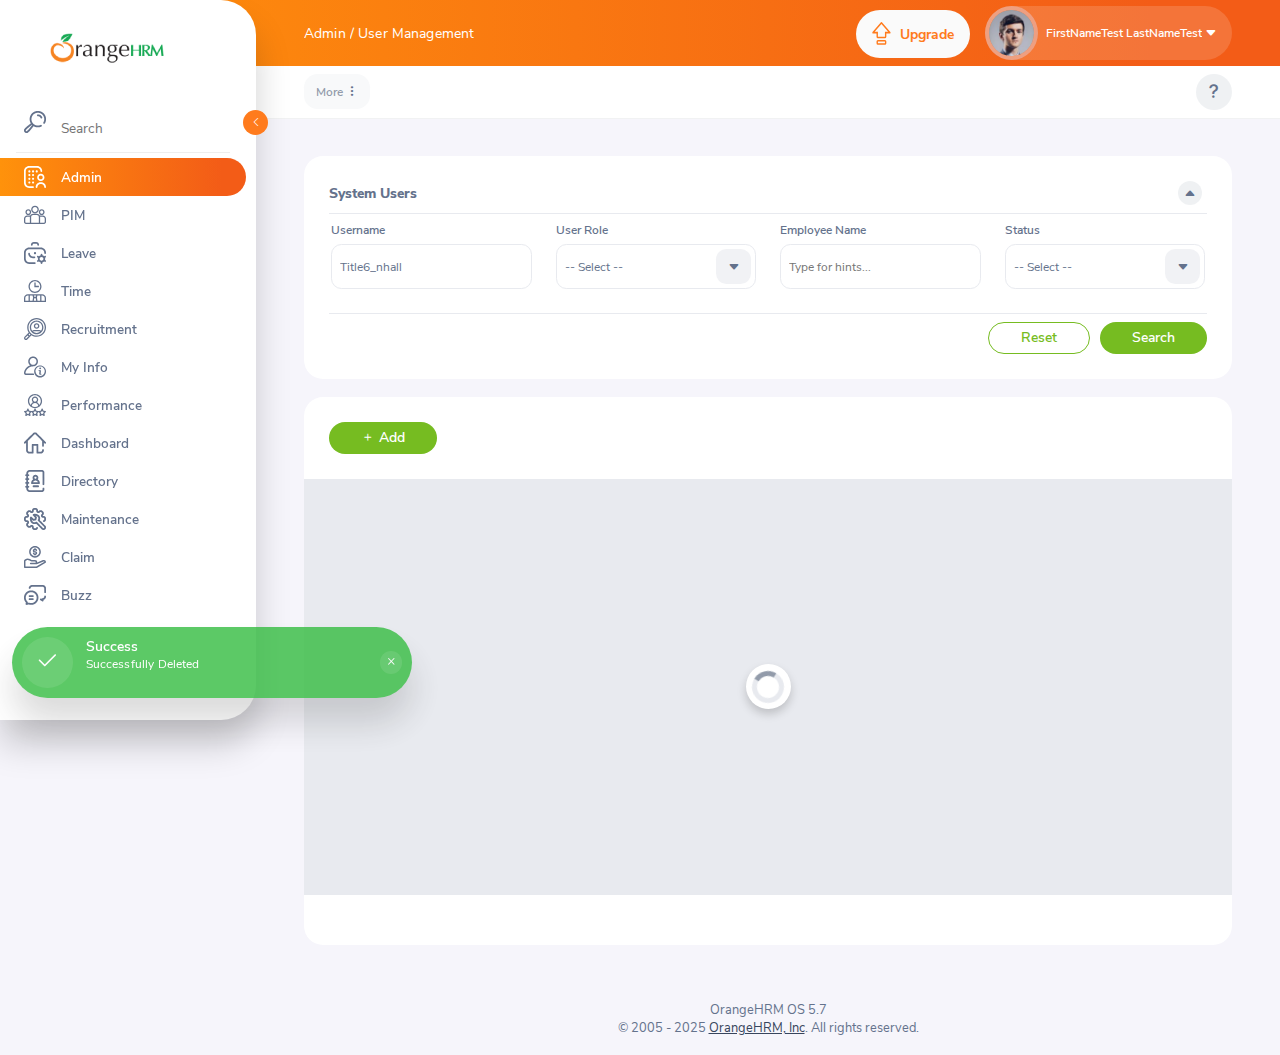 OrangeHRM
Search
Admin
PIM
Leave
Time
Recruitment
My Info
Performance
Dashboard
Directory
Maintenance
Claim
Buzz
Admin / User Management
Upgrade
FirstNameTest LastNameTest
More
?
System Users
Username
User Role
Employee Name
Status
Title6_nhall
-- Select --
Type for hints...
-- Select --
Reset
Search
+ Add
Success
Successfully Deleted
×
OrangeHRM OS 5.7
© 2005 - 2025 OrangeHRM, Inc. All rights reserved.